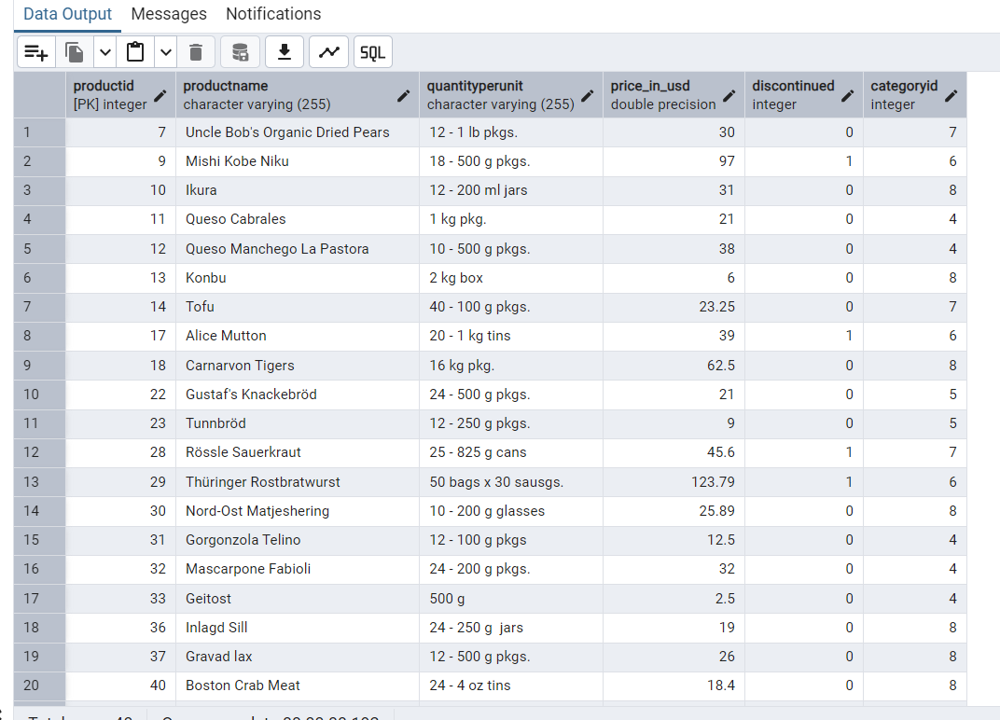 Data Output Messages Notifications
SQL
productid productname quantityperunit price_in_usd discontinued categoryid
[PK] integer character varying (255) character varying (255) double precision integer integer
1 7 Uncle Bob's Organic Dried Pears 12 - 1 lb pkgs. 30 0 7
2 9 Mishi Kobe Niku 18 - 500 g pkgs. 97 1 6
3 10 Ikura 12 - 200 ml jars 31 0 8
4 11 Queso Cabrales 1 kg pkg. 21 0 4
5 12 Queso Manchego La Pastora 10 - 500 g pkgs. 38 0 4
6 13 Konbu 2 kg box 6 0 8
7 14 Tofu 40 - 100 g pkgs. 23.25 0 7
8 17 Alice Mutton 20 - 1 kg tins 39 1 6
9 18 Carnarvon Tigers 16 kg pkg. 62.5 0 8
10 22 Gustaf's Knackebröd 24 - 500 g pkgs. 21 0 5
11 23 Tunnbröd 12 - 250 g pkgs. 9 0 5
12 28 Rössle Sauerkraut 25 - 825 g cans 45.6 1 7
13 29 Thüringer Rostbratwurst 50 bags x 30 sausgs. 123.79 1 6
14 30 Nord-Ost Matjeshering 10 - 200 g glasses 25.89 0 8
15 31 Gorgonzola Telino 12 - 100 g pkgs 12.5 0 4
16 32 Mascarpone Fabioli 24 - 200 g pkgs. 32 0 4
17 33 Geitost 500 g 2.5 0 4
18 36 Inlagd Sill 24 - 250 g  jars 19 0 8
19 37 Gravad lax 12 - 500 g pkgs. 26 0 8
20 40 Boston Crab Meat 24 - 4 oz tins 18.4 0 8